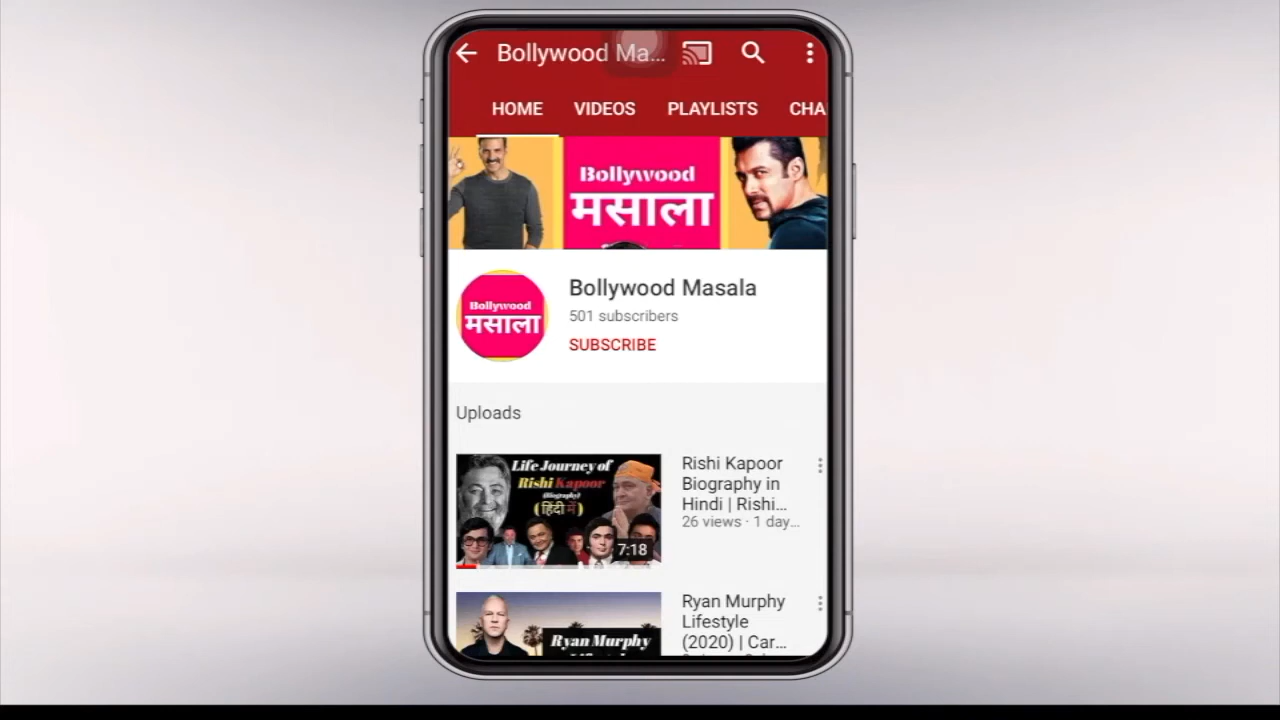 Bollywood Ma...
HOME VIDEOS PLAYLISTS CHA
Bollywood
मसाला
Bollywood
मसाला
Bollywood Masala
501 subscribers
SUBSCRIBE
Uploads
Life Journey of
Rishi Kapoor
(Biography)
(हिंदी में)
7:18
Rishi Kapoor
Biography in
Hindi | Rishi...
26 views · 1 day...
Ryan Murphy
Ryan Murphy
Lifestyle
(2020) | Car...